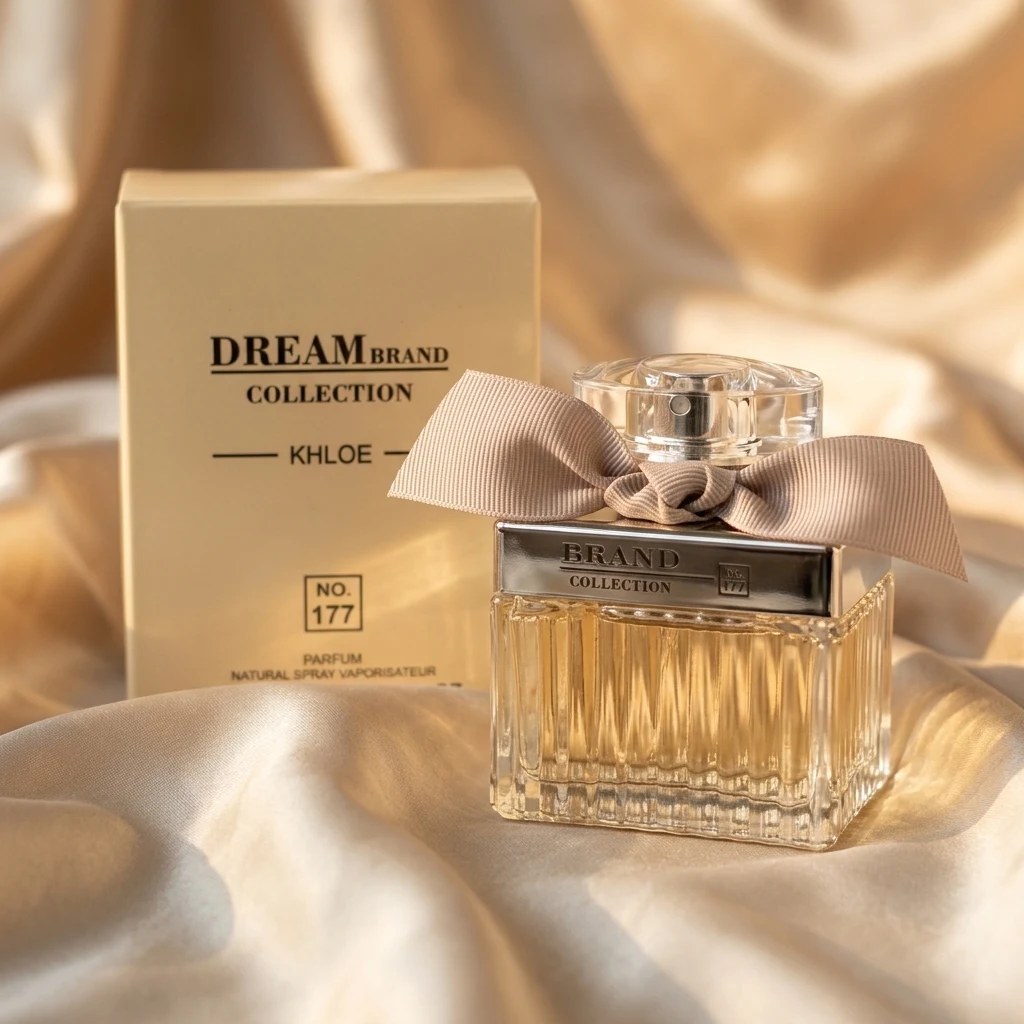 DREAM BRAND
COLLECTION
KHLOE
NO.
177
PARFUM
NATURAL SPRAY VAPORISATEUR
BRAND
COLLECTION
NO.
177